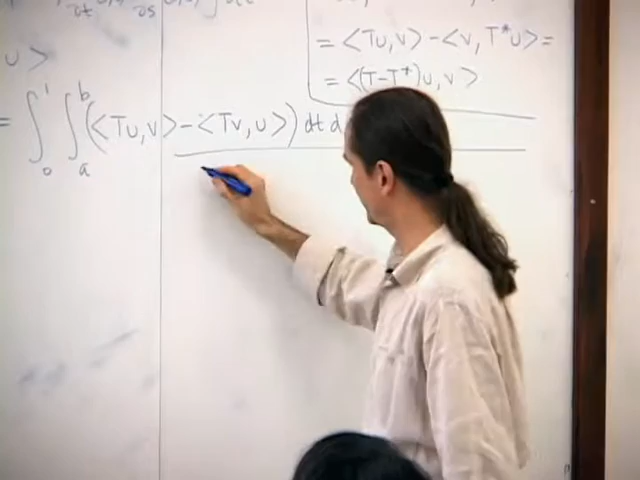 u>
= ∫₀¹ ∫ₐᵇ (<Tu,v> - <Tv,u>) dt d
= <Tu,v> - <v,T*u> =
= <(T-T*)u,v>